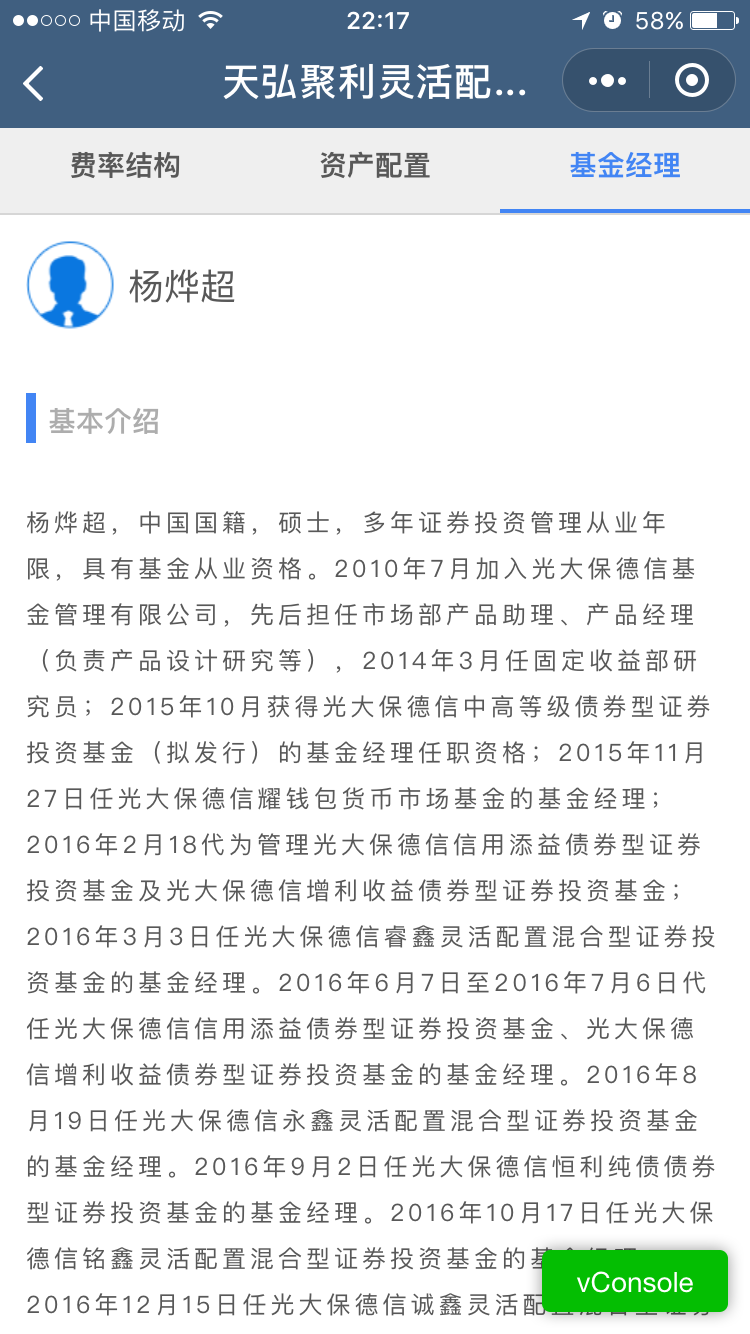 中国移动
22:17
58%
天弘聚利灵活配...
费率结构
资产配置
基金经理
杨烨超
基本介绍
杨烨超，中国国籍，硕士，多年证券投资管理从业年
限，具有基金从业资格。2010年7月加入光大保德信基
金管理有限公司，先后担任市场部产品助理、产品经理
（负责产品设计研究等），2014年3月任固定收益部研
究员；2015年10月获得光大保德信中高等级债券型证券
投资基金（拟发行）的基金经理任职资格；2015年11月
27日任光大保德信耀钱包货币市场基金的基金经理；
2016年2月18代为管理光大保德信信用添益债券型证券
投资基金及光大保德信增利收益债券型证券投资基金；
2016年3月3日任光大保德信睿鑫灵活配置混合型证券投
资基金的基金经理。2016年6月7日至2016年7月6日代
任光大保德信信用添益债券型证券投资基金、光大保德
信增利收益债券型证券投资基金的基金经理。2016年8
月19日任光大保德信永鑫灵活配置混合型证券投资基金
的基金经理。2016年9月2日任光大保德信恒利纯债债券
型证券投资基金的基金经理。2016年10月17日任光大保
德信铭鑫灵活配置混合型证券投资基金的基金经理
2016年12月15日任光大保德信诚鑫灵活配置混合型证券
vConsole